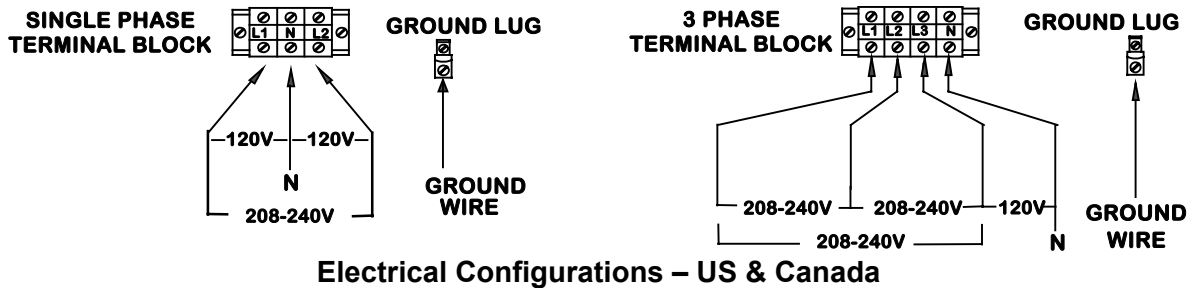 SINGLE PHASE
TERMINAL BLOCK
L1 N L2
GROUND LUG
120V 120V
N
208-240V
GROUND
WIRE
3 PHASE
TERMINAL BLOCK
L1 L2 L3 N
GROUND LUG
208-240V 208-240V 120V
208-240V
N
GROUND
WIRE
Electrical Configurations – US & Canada